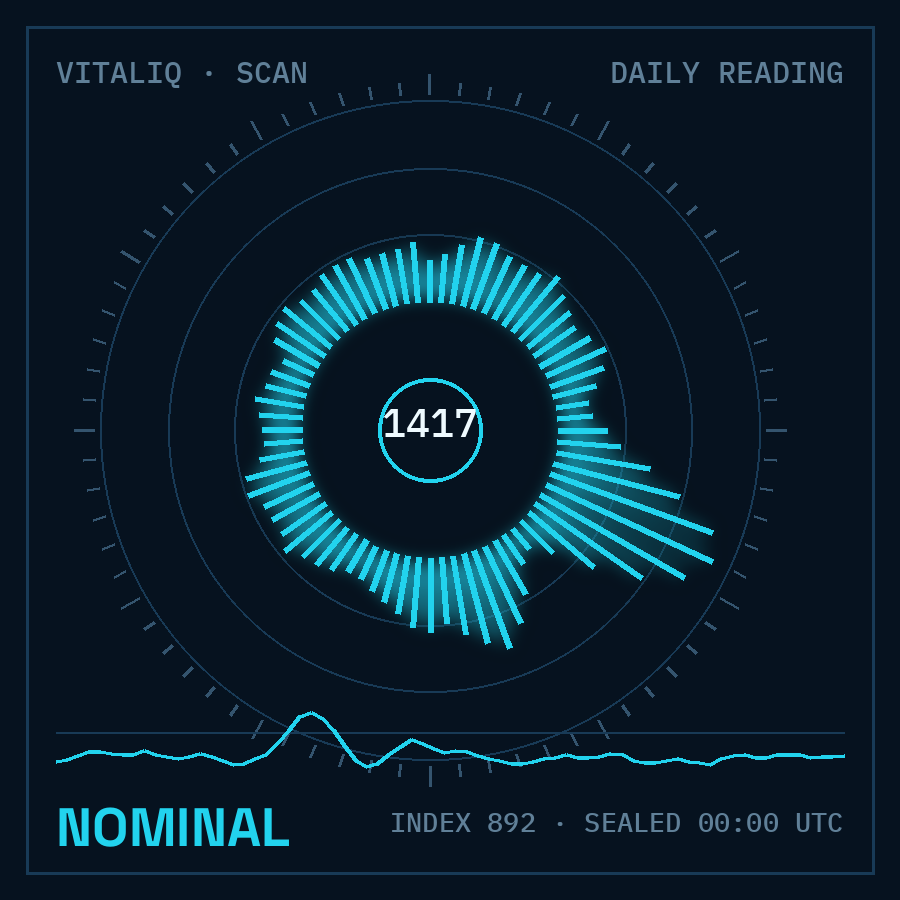 VITALIQ · SCAN
DAILY READING
1417
NOMINAL
INDEX 892 · SEALED 00:00 UTC